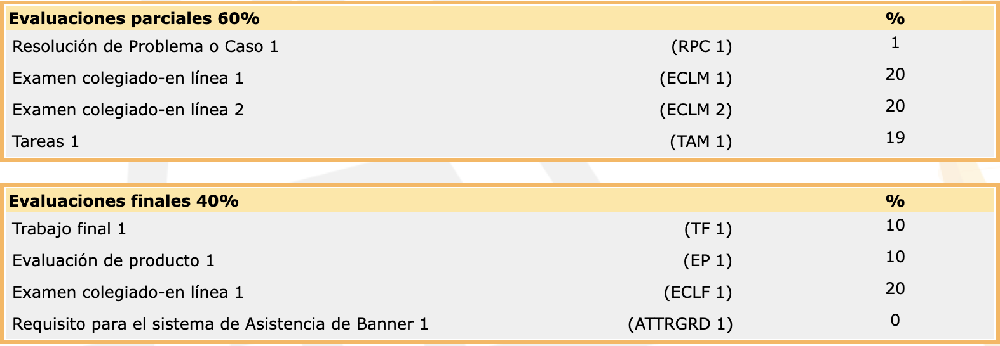 Evaluaciones parciales 60% %
Resolución de Problema o Caso 1 (RPC 1) 1
Examen colegiado-en línea 1 (ECLM 1) 20
Examen colegiado-en línea 2 (ECLM 2) 20
Tareas 1 (TAM 1) 19
Evaluaciones finales 40% %
Trabajo final 1 (TF 1) 10
Evaluación de producto 1 (EP 1) 10
Examen colegiado-en línea 1 (ECLF 1) 20
Requisito para el sistema de Asistencia de Banner 1 (ATTRGRD 1) 0